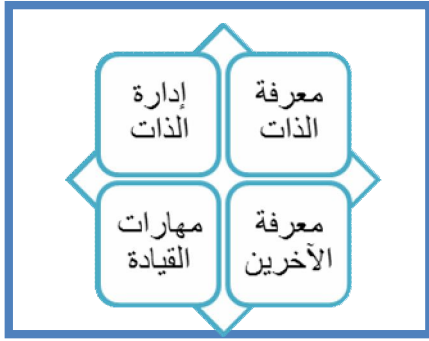 معرفة
الذات
إدارة
الذات
معرفة
الآخرين
مهارات
القيادة